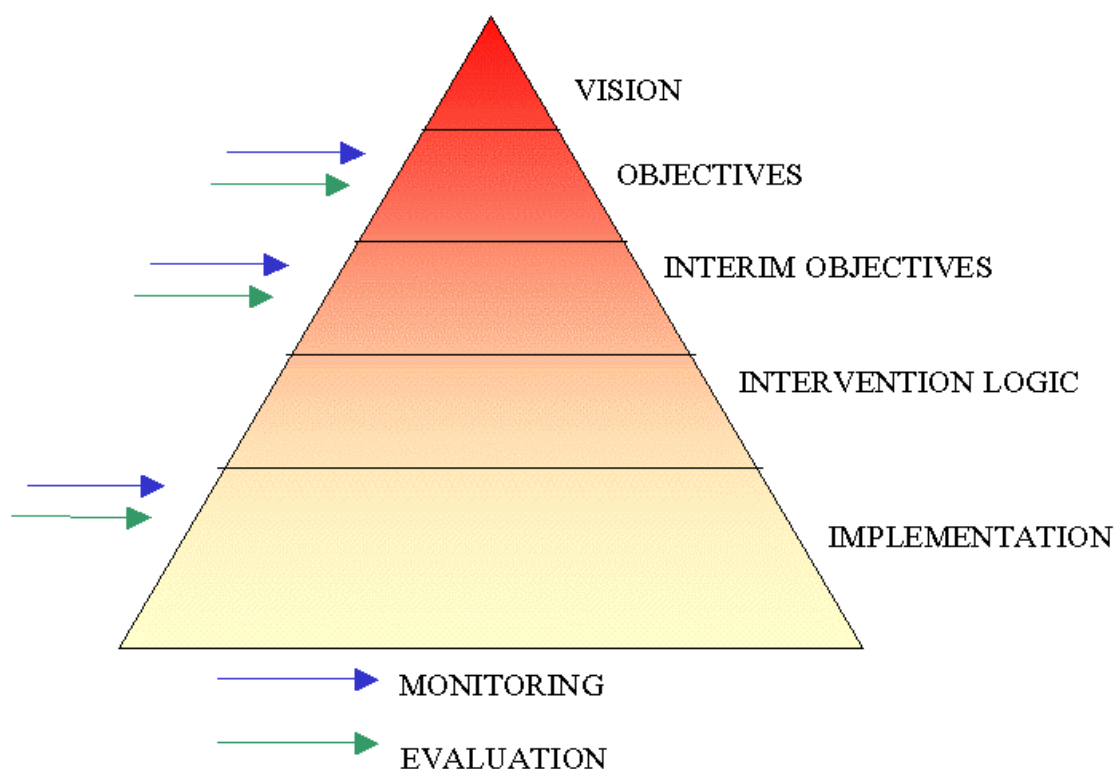 VISION
OBJECTIVES
INTERIM OBJECTIVES
INTERVENTION LOGIC
IMPLEMENTATION
MONITORING
EVALUATION